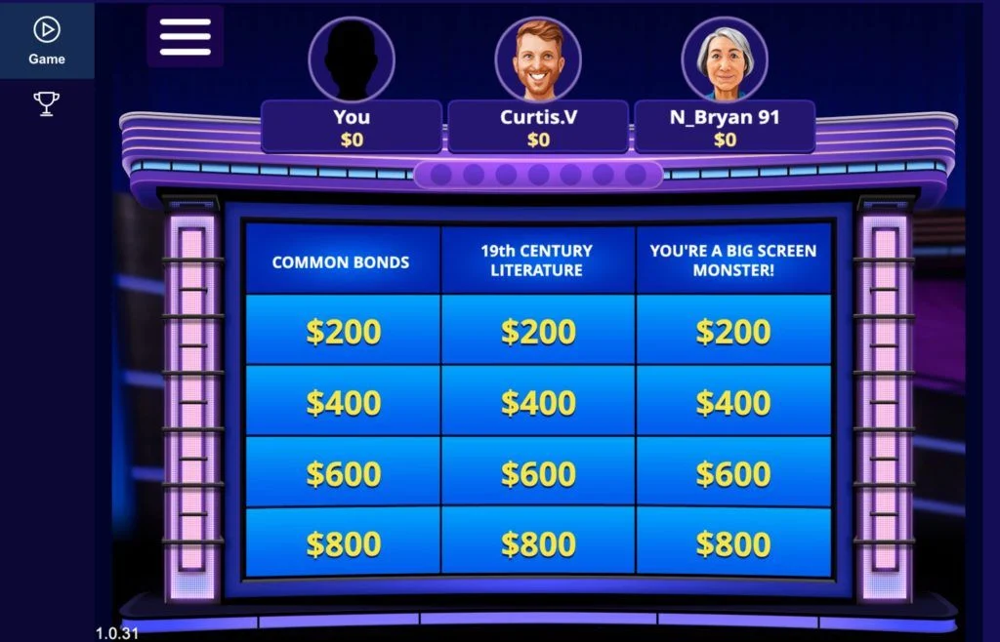 Game
You
$0
Curtis.V
$0
N_Bryan 91
$0
COMMON BONDS
19th CENTURY
LITERATURE
YOU'RE A BIG SCREEN
MONSTER!
$200 $200 $200
$400 $400 $400
$600 $600 $600
$800 $800 $800
1.0.31